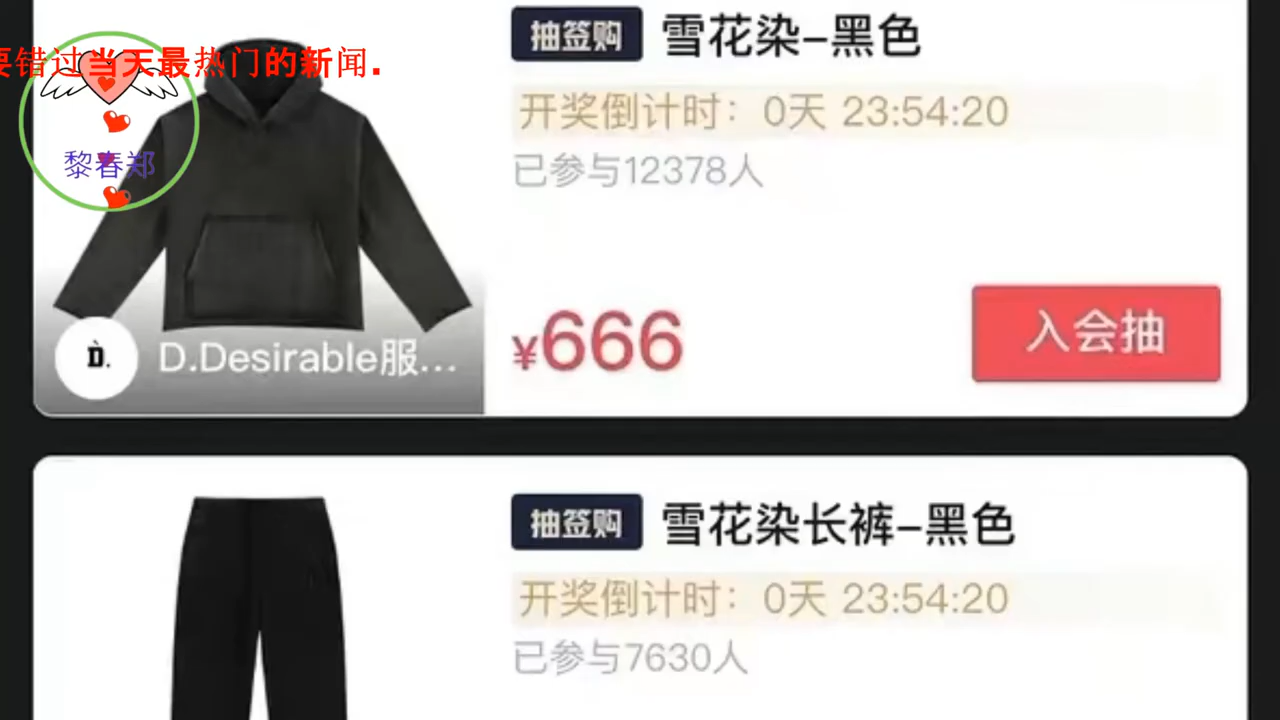 抽签购 雪花染-黑色
要错过当天最热门的新闻.
开奖倒计时：0天 23:54:20
黎春郑
已参与12378人
¥666
入会抽
D. D.Desirable服...
抽签购 雪花染长裤-黑色
开奖倒计时：0天 23:54:20
已参与7630人